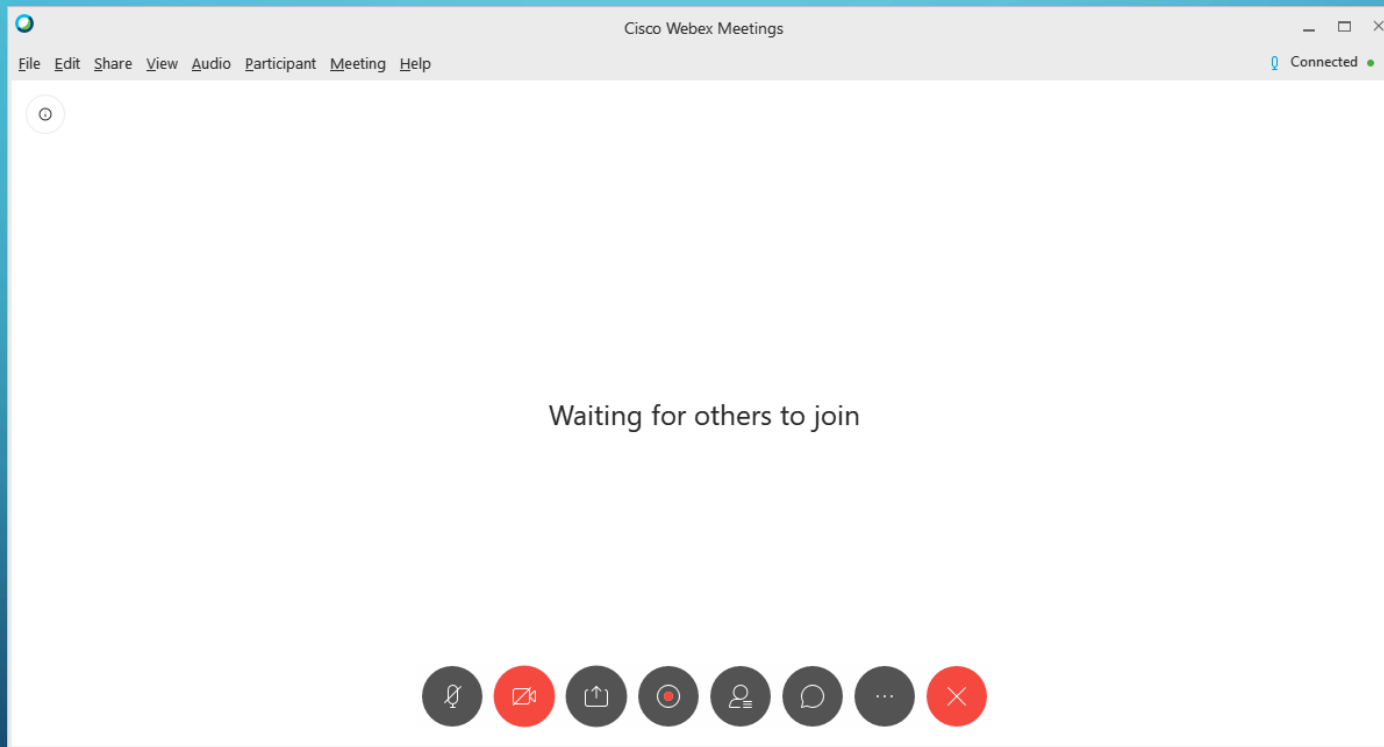 Cisco Webex Meetings
File Edit Share View Audio Participant Meeting Help
Connected
Waiting for others to join